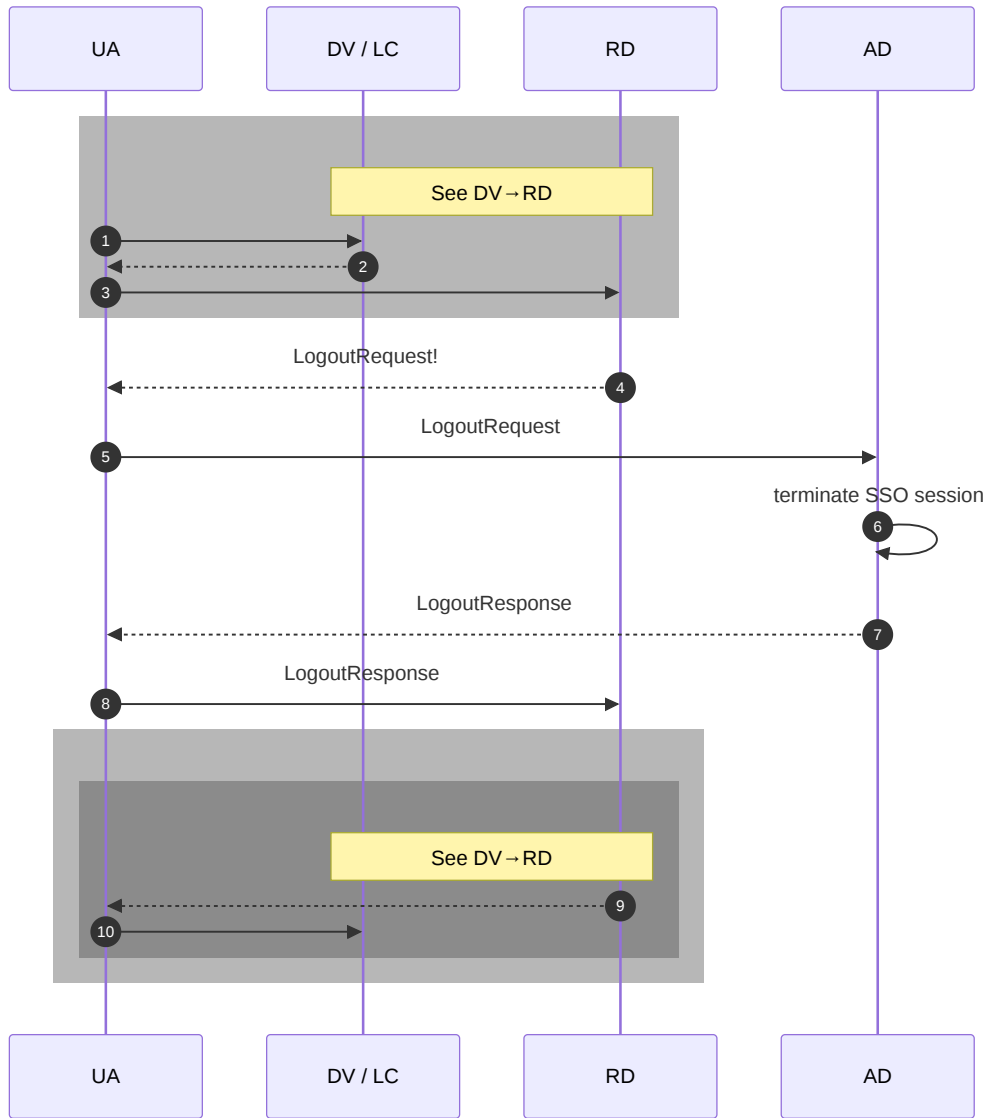 UA
DV / LC
RD
AD
See DV→RD
1
2
3
LogoutRequest!
4
LogoutRequest
5
terminate SSO session
6
LogoutResponse
7
LogoutResponse
8
See DV→RD
9
10
UA
DV / LC
RD
AD